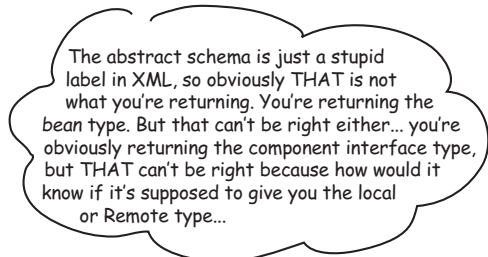 The abstract schema is just a stupid
label in XML, so obviously THAT is not
what you're returning. You're returning the
bean type. But that can't be right either... you're
obviously returning the component interface type,
but THAT can't be right because how would it
know if it's supposed to give you the local
or Remote type...